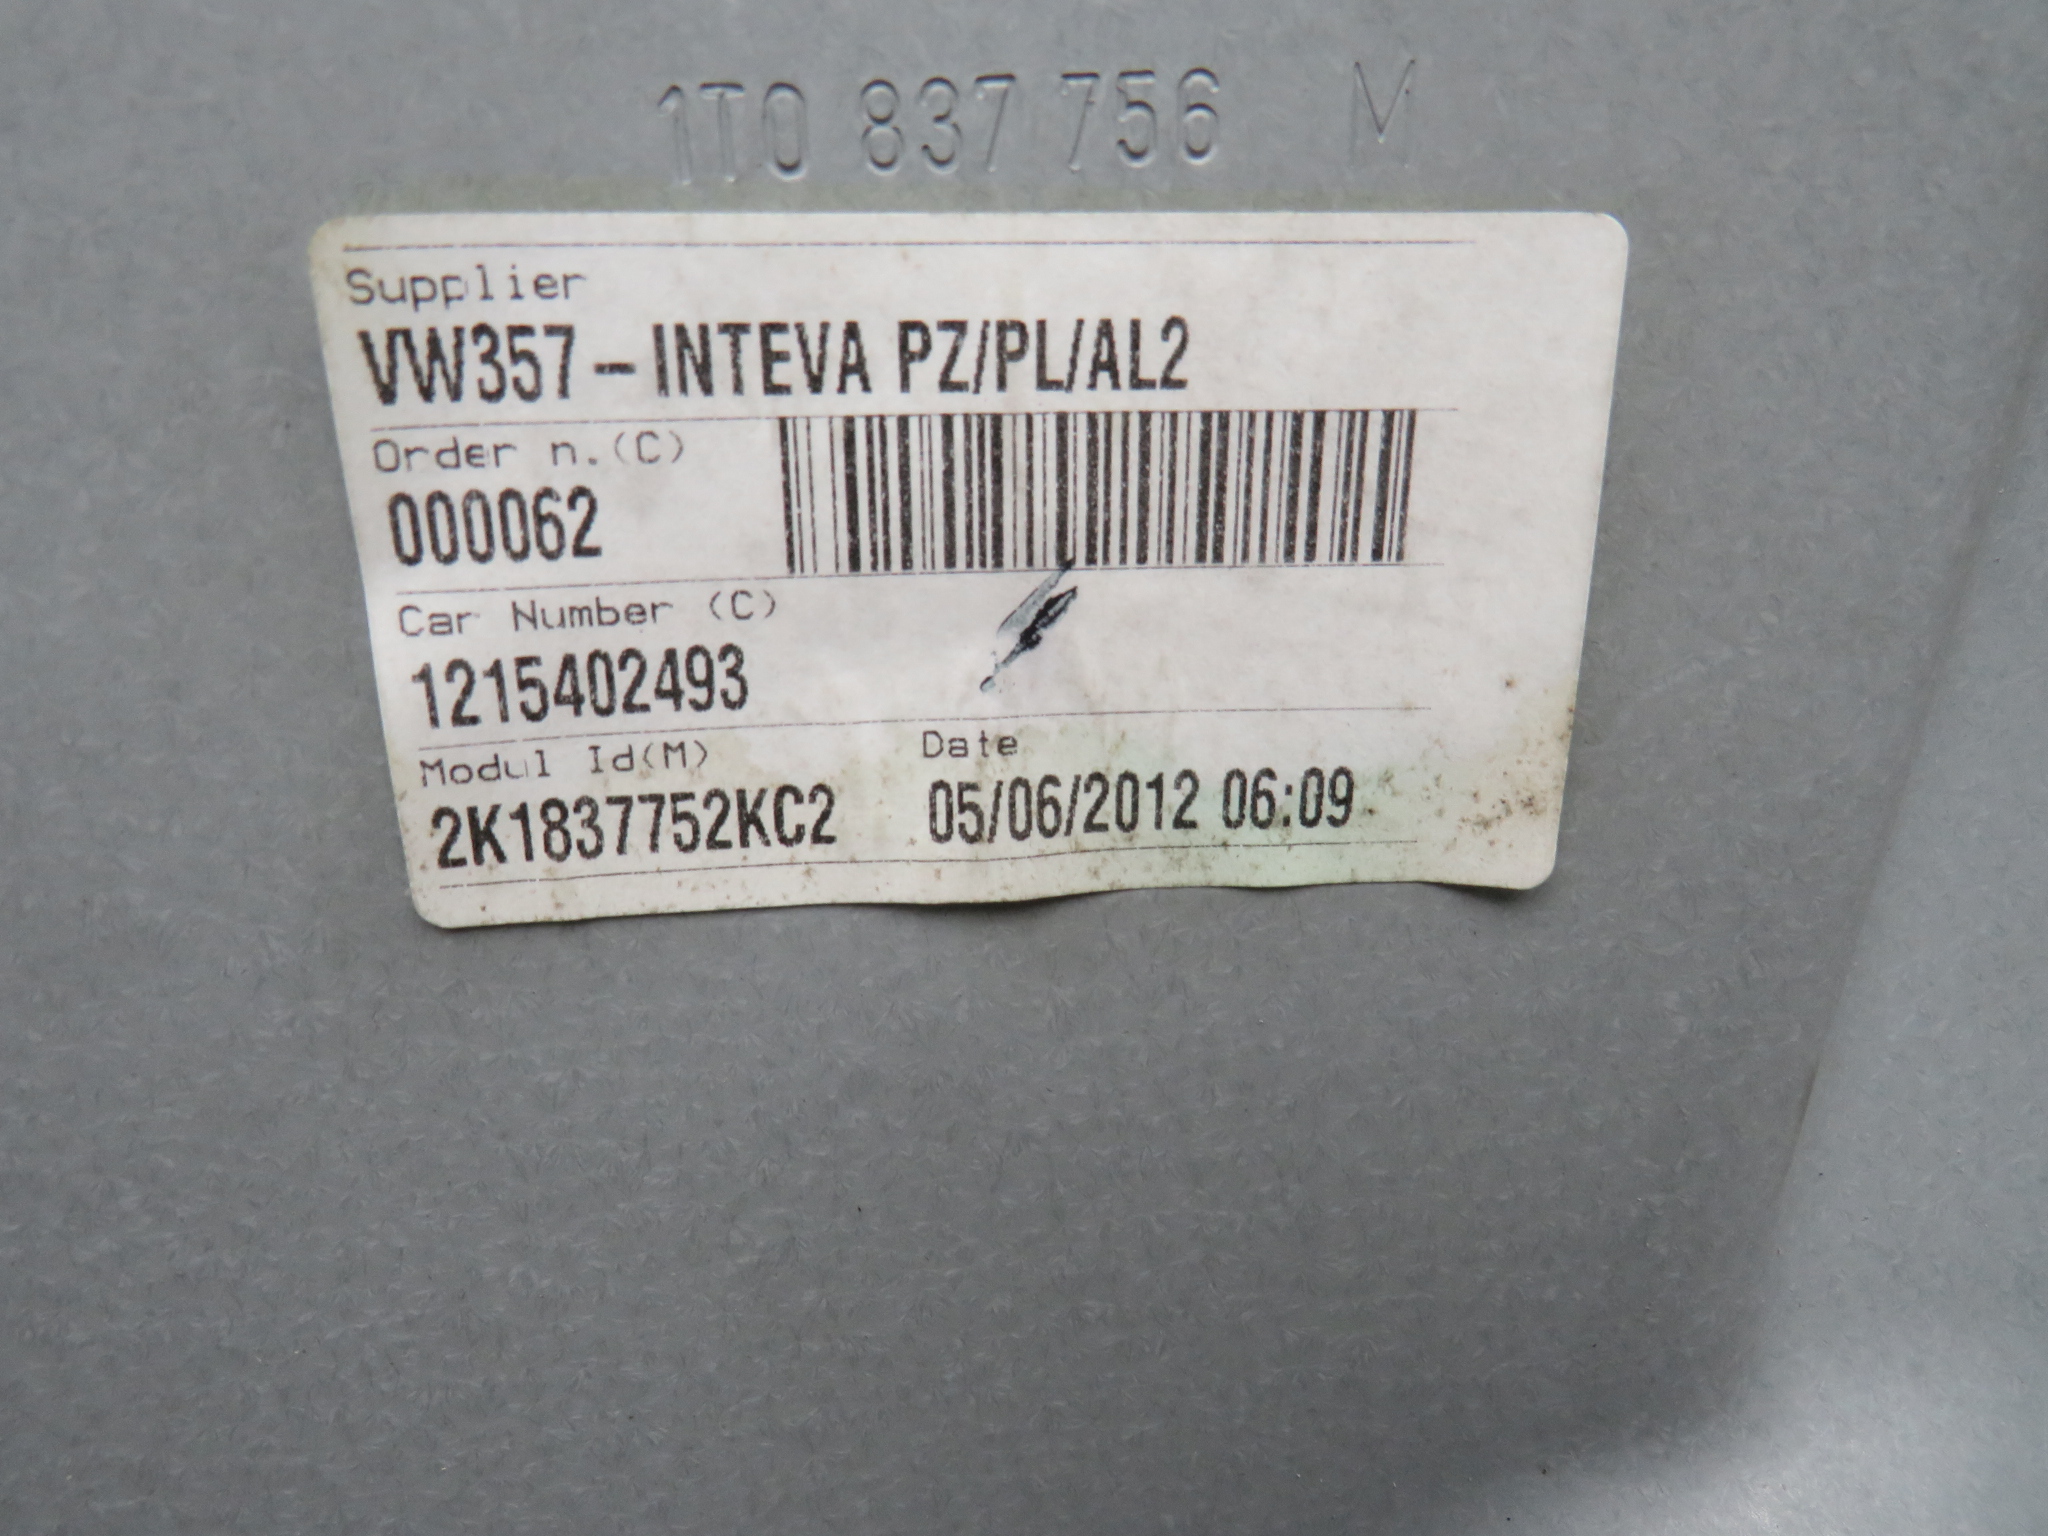 1T0 837 756 M
Supplier
VW357-INTEVA PZ/PL/AL2
Order n.(C)
000062
Car Number (C)
1215402493
Modul Id(M)
2K1837752KC2
Date
05/06/2012 06:09